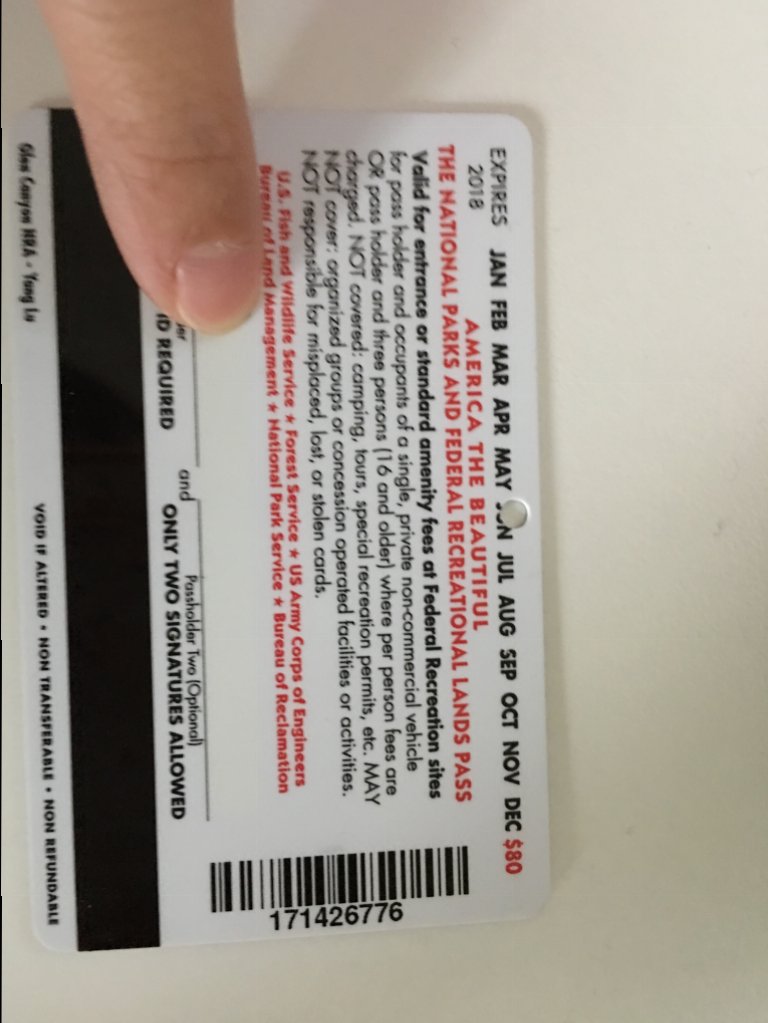 EXPIRES JAN FEB MAR APR MAY JUN JUL AUG SEP OCT NOV DEC $80
2018
AMERICA THE BEAUTIFUL
THE NATIONAL PARKS AND FEDERAL RECREATIONAL LANDS PASS
Valid for entrance or standard amenity fees at Federal Recreation sites
for pass holder and occupants of a single, private non-commercial vehicle
OR pass holder and three persons (16 and older) where per person fees are
charged. NOT covered: camping, tours, special recreation permits, etc. MAY
NOT cover: organized groups or concession operated facilities or activities.
NOT responsible for misplaced, lost, or stolen cards.
U.S. Fish and Wildlife Service ★ Forest Service ★ US Army Corps of Engineers
Bureau of Land Management ★ National Park Service ★ Bureau of Reclamation
171426776
and
Passholder Two (Optional)
ID REQUIRED
ONLY TWO SIGNATURES ALLOWED
Glen Canyon NRA - Yung Lu
VOID IF ALTERED • NON TRANSFERABLE • NON REFUNDABLE